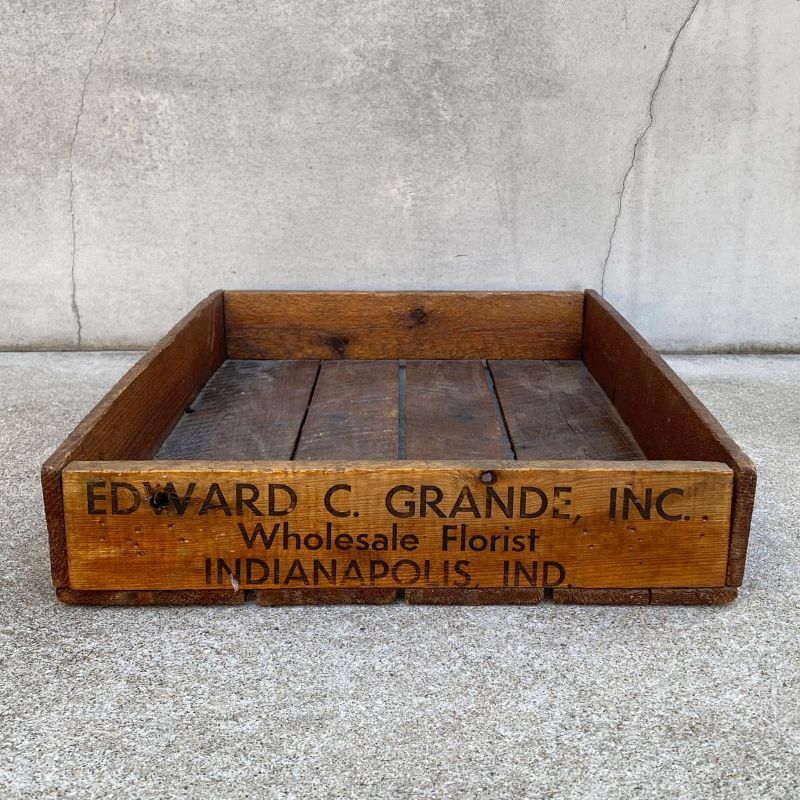 EDWARD C. GRANDE, INC.
Wholesale Florist
INDIANAPOLIS, IND.